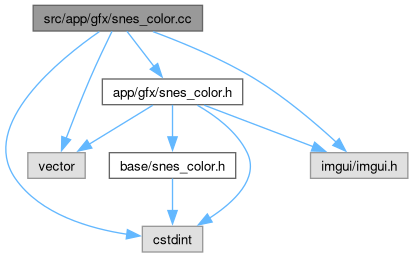 src/app/gfx/snes_color.cc
app/gfx/snes_color.h
vector
base/snes_color.h
imgui/imgui.h
cstdint